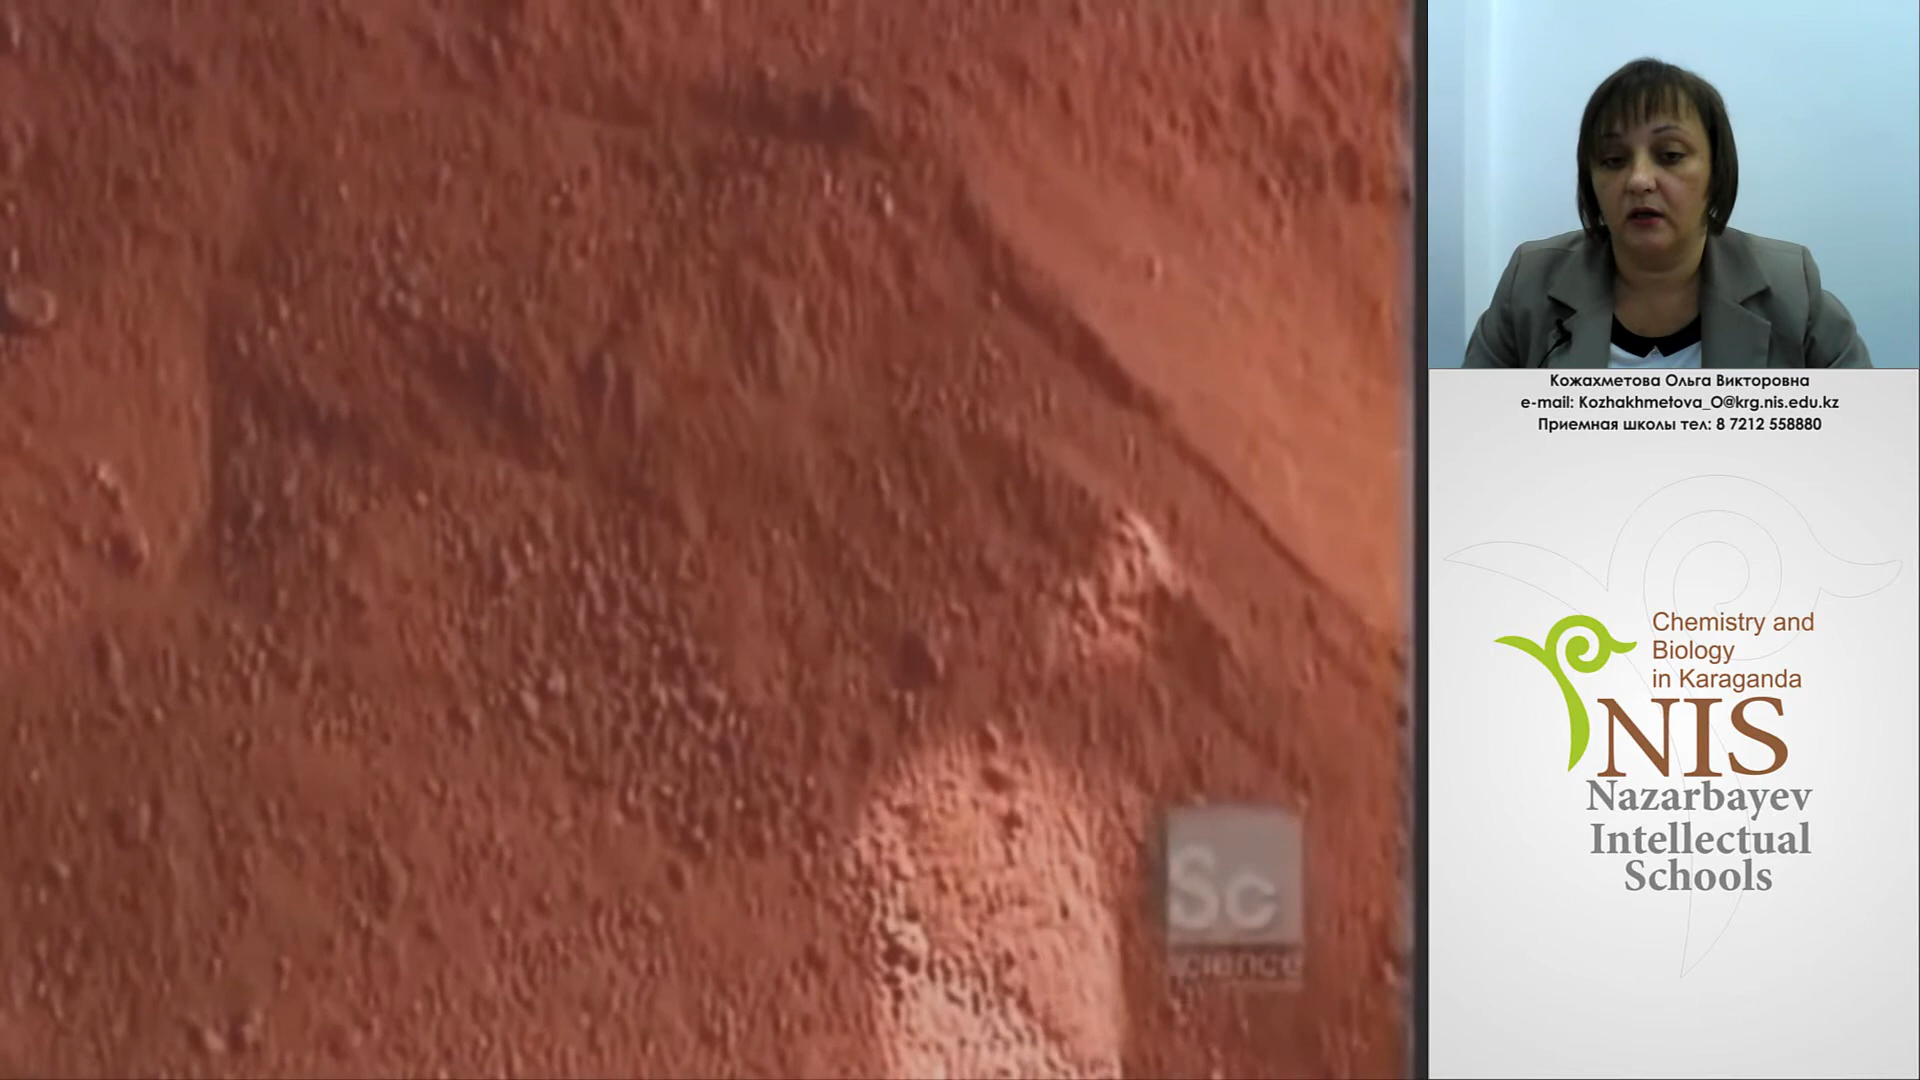 Sc
science
Кожахметова Ольга Викторовна
e-mail: Kozhakhmetova_O@krg.nis.edu.kz
Приемная школы тел: 8 7212 558880
Chemistry and
Biology
in Karaganda
NIS
Nazarbayev
Intellectual
Schools